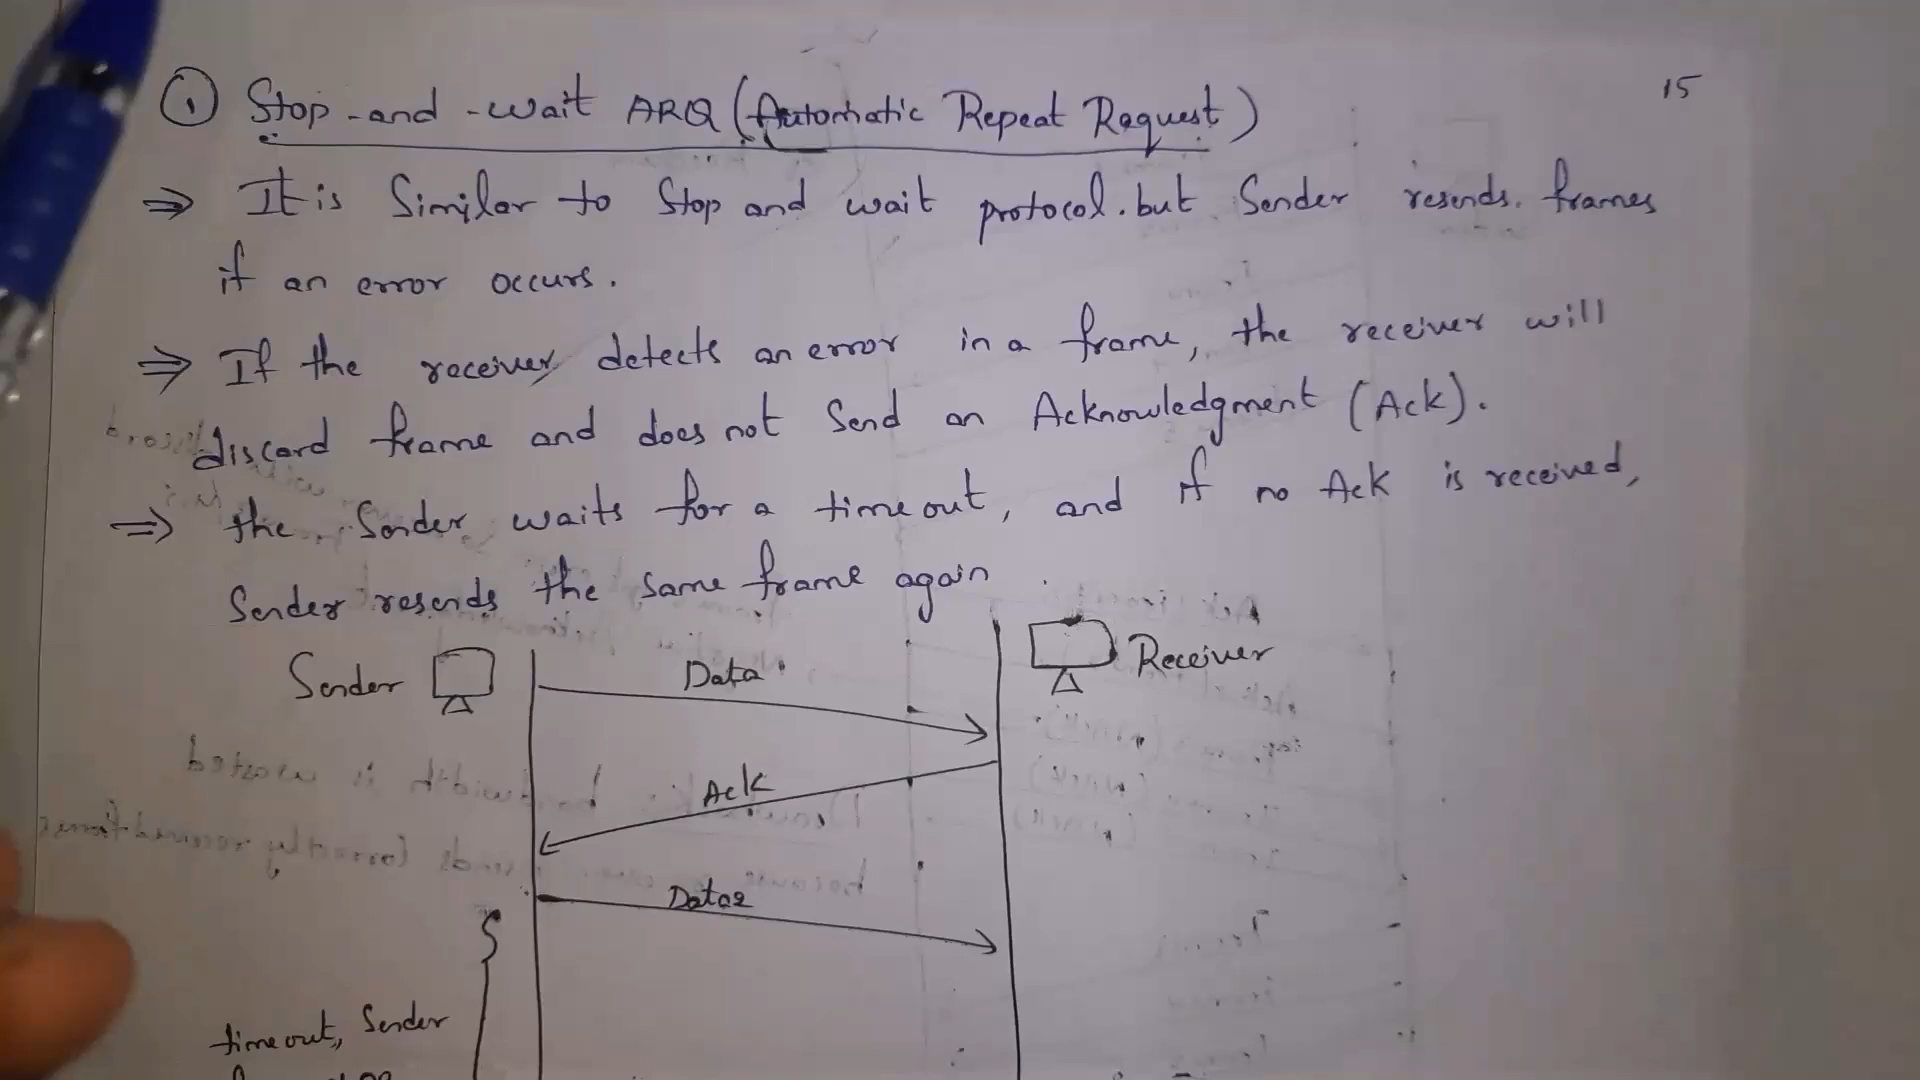 15
① Stop-and-wait ARQ (Automatic Repeat Request)
⇒ It is Similar to Stop and wait protocol. but Sender resends frames
if an error occurs.
⇒ If the receiver detects an error in a frame, the receiver will
discard frame and does not Send an Acknowledgment (Ack).
⇒ the Sender waits for a timeout, and if no Ack is received,
Sender resends the same frame again
Sender Data Receiver
Ack
Data2
timeout, Sender